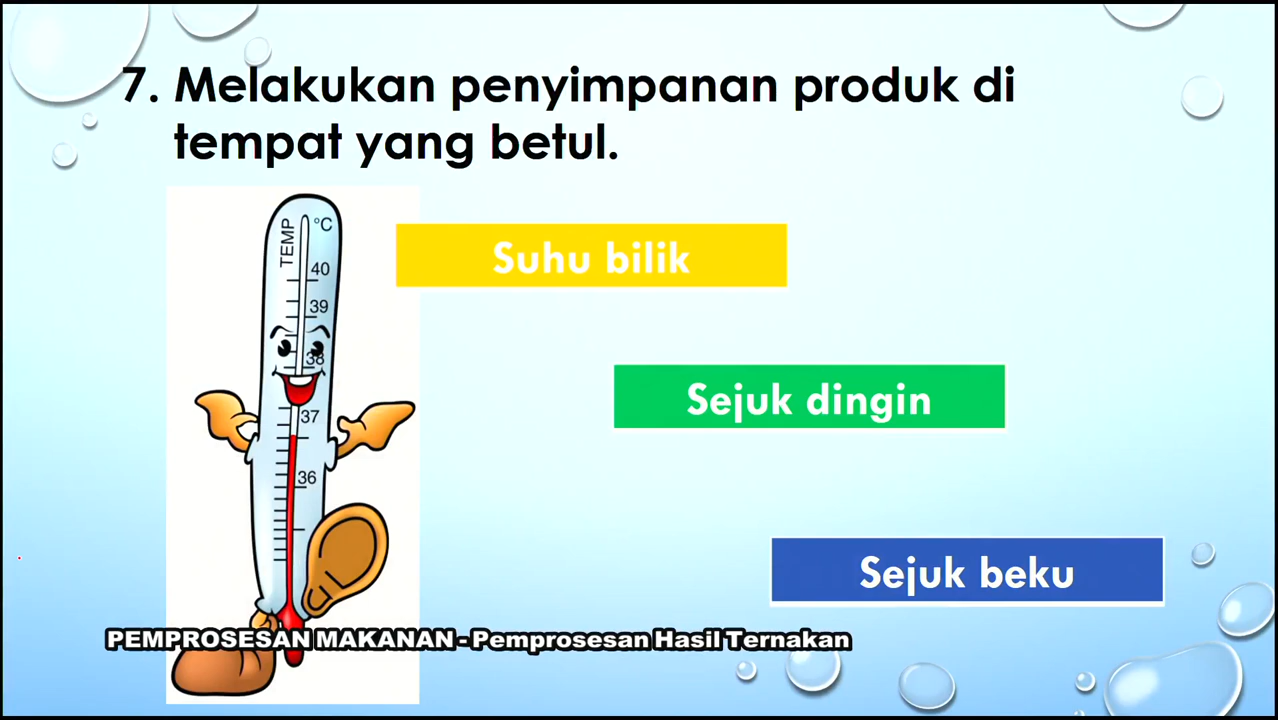 7. Melakukan penyimpanan produk di
tempat yang betul.
TEMP
°C
40
39
38
37
36
Suhu bilik
Sejuk dingin
Sejuk beku
PEMPROSESAN MAKANAN - Pemprosesan Hasil Ternakan